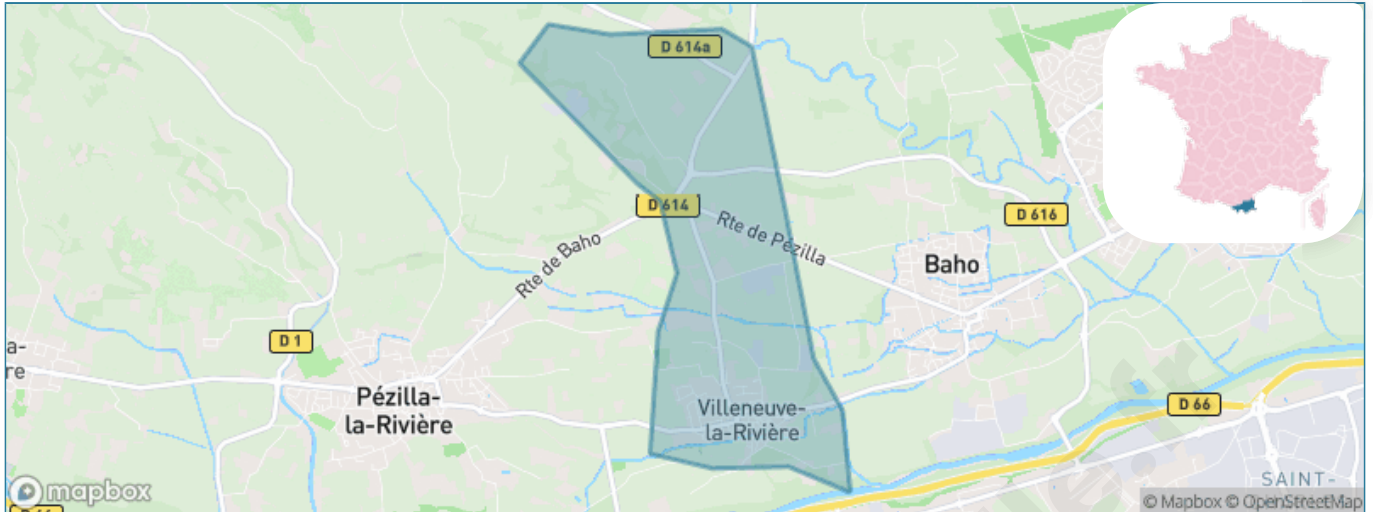 D 614a
D 614
Rte de Pézilla
D 616
Rte de Baho
Baho
D 1
a-
re
Pézilla-
la-Rivière
Villeneuve-
la-Rivière
D 66
SAINT-
mapbox
© Mapbox © OpenStreetMap